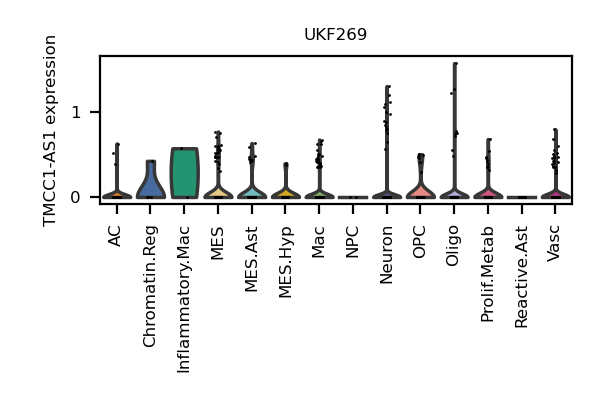 UKF269
TMCC1-AS1 expression
1
0
AC
Chromatin.Reg
Inflammatory.Mac
MES
MES.Ast
MES.Hyp
Mac
NPC
Neuron
OPC
Oligo
Prolif.Metab
Reactive.Ast
Vasc